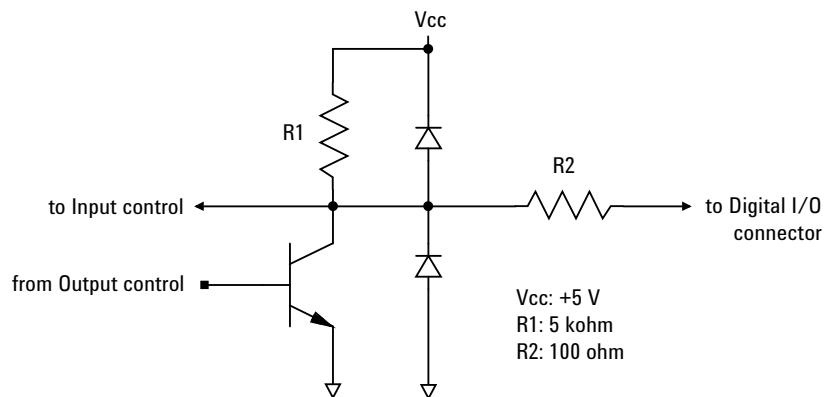 Vcc
R1
R2
to Input control
to Digital I/O
connector
from Output control
Vcc: +5 V
R1: 5 kohm
R2: 100 ohm